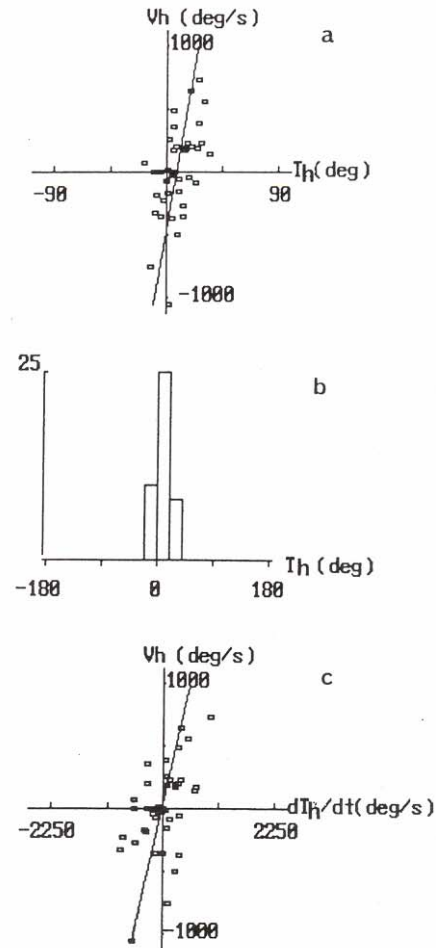 Vh (deg/s)
1000
a
Th(deg)
-90
90
-1000
25
b
Th (deg)
-180
0
180
Vh (deg/s)
1000
c
dTh/dt(deg/s)
-2250
2250
-1000